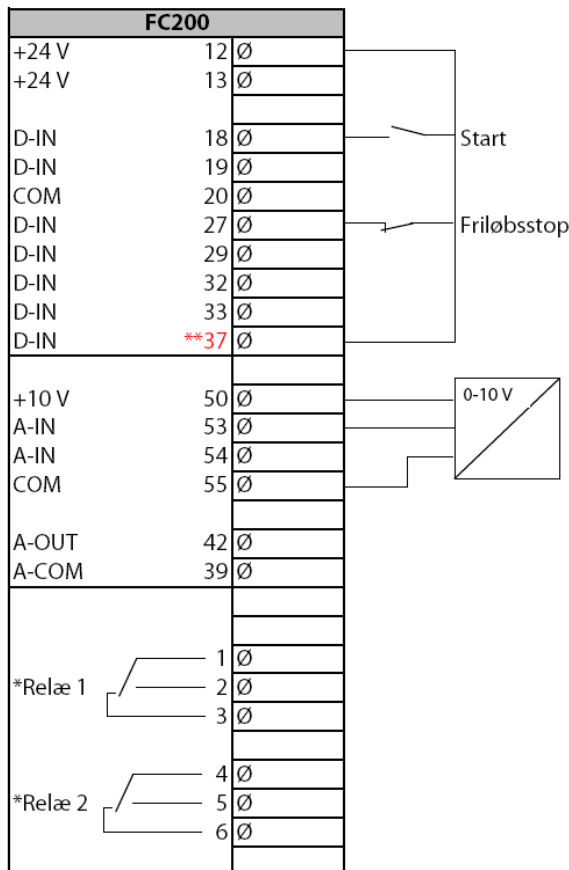 FC200
+24 V 12 Ø
+24 V 13 Ø
D-IN 18 Ø Start
D-IN 19 Ø
COM 20 Ø
D-IN 27 Ø Friløbsstop
D-IN 29 Ø
D-IN 32 Ø
D-IN 33 Ø
D-IN **37 Ø
+10 V 50 Ø 0-10 V
A-IN 53 Ø
A-IN 54 Ø
COM 55 Ø
A-OUT 42 Ø
A-COM 39 Ø
1 Ø
*Relæ 1 2 Ø
3 Ø
4 Ø
*Relæ 2 5 Ø
6 Ø